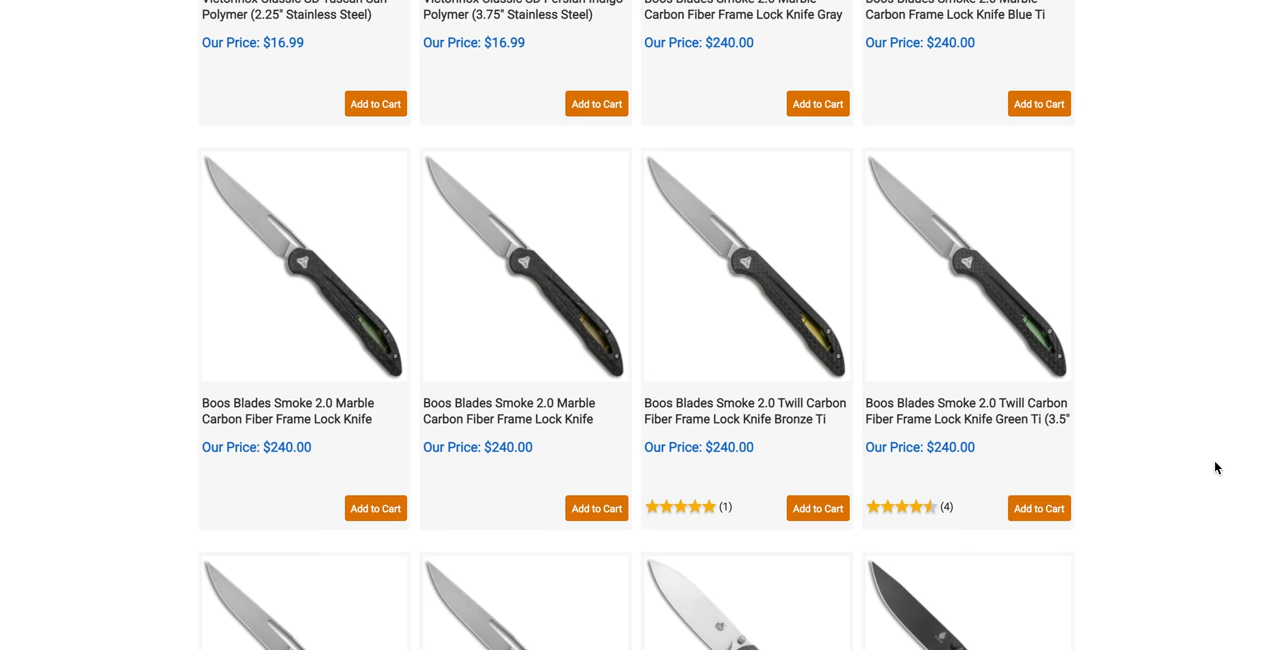 Victorinox Classic SD Tuscan Sun
Polymer (2.25" Stainless Steel)
Our Price: $16.99
Add to Cart
Victorinox Classic SD Persian Indigo
Polymer (3.75" Stainless Steel)
Our Price: $16.99
Add to Cart
Boos Blades Smoke 2.0 Marble
Carbon Fiber Frame Lock Knife Gray
Our Price: $240.00
Add to Cart
Boos Blades Smoke 2.0 Marble
Carbon Frame Lock Knife Blue Ti
Our Price: $240.00
Add to Cart
Boos Blades Smoke 2.0 Marble
Carbon Fiber Frame Lock Knife
Our Price: $240.00
Add to Cart
Boos Blades Smoke 2.0 Marble
Carbon Fiber Frame Lock Knife
Our Price: $240.00
Add to Cart
Boos Blades Smoke 2.0 Twill Carbon
Fiber Frame Lock Knife Bronze Ti
Our Price: $240.00
(1)
Add to Cart
Boos Blades Smoke 2.0 Twill Carbon
Fiber Frame Lock Knife Green Ti (3.5"
Our Price: $240.00
(4)
Add to Cart